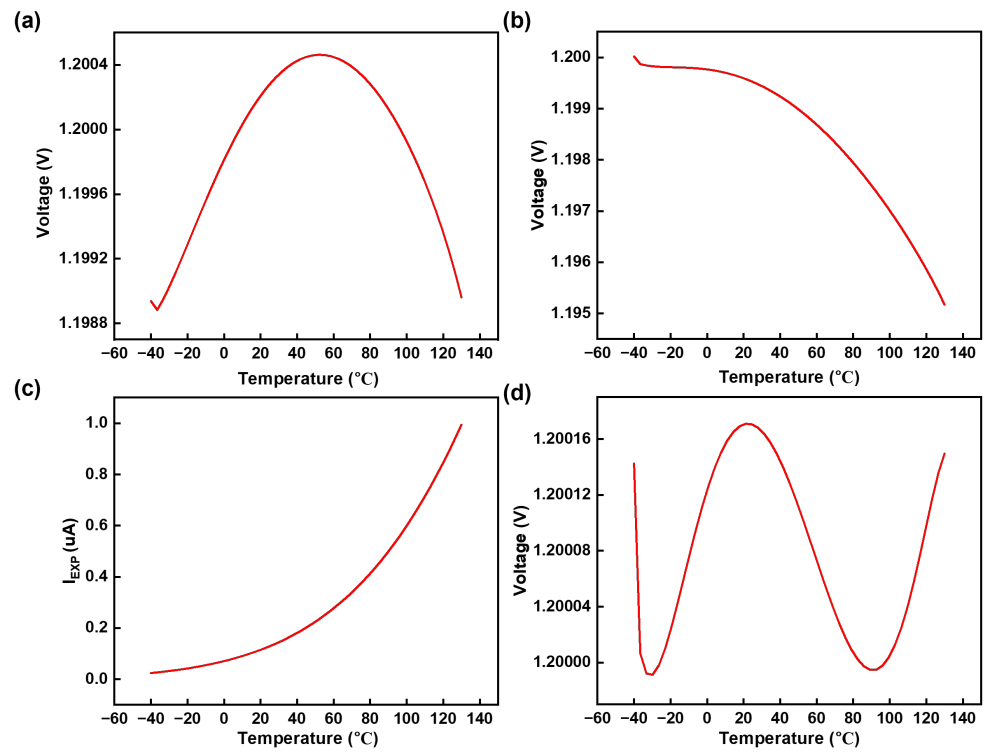 (a)
1.2004
1.2000
1.1996
1.1992
1.1988
Voltage (V)
−60 −40 −20 0 20 40 60 80 100 120 140
Temperature (°C)
(b)
1.200
1.199
1.198
1.197
1.196
1.195
Voltage (V)
−60 −40 −20 0 20 40 60 80 100 120 140
Temperature (°C)
(c)
1.0
0.8
0.6
0.4
0.2
0.0
I_EXP (uA)
−60 −40 −20 0 20 40 60 80 100 120 140
Temperature (°C)
(d)
1.20016
1.20012
1.20008
1.20004
1.20000
Voltage (V)
−60 −40 −20 0 20 40 60 80 100 120 140
Temperature (°C)